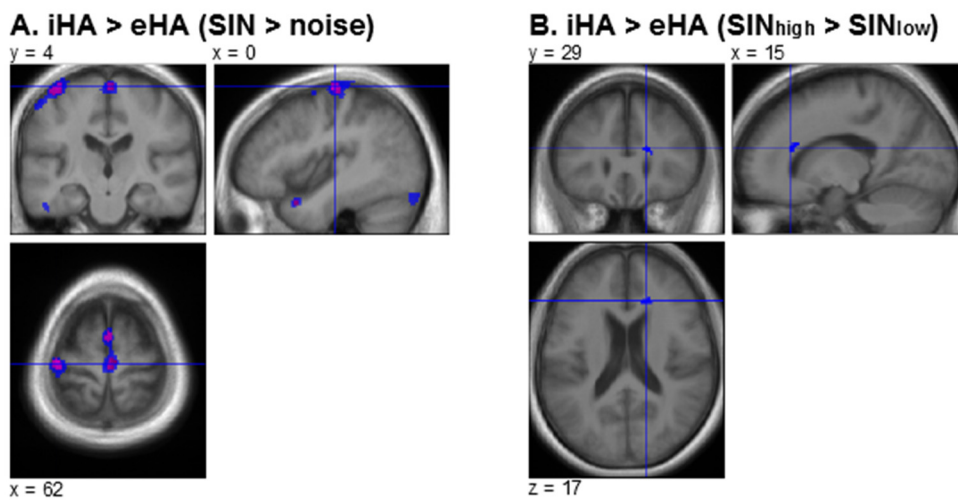 A. iHA > eHA (SIN > noise)
y = 4
x = 0
x = 62
B. iHA > eHA (SINhigh > SINlow)
y = 29
x = 15
z = 17